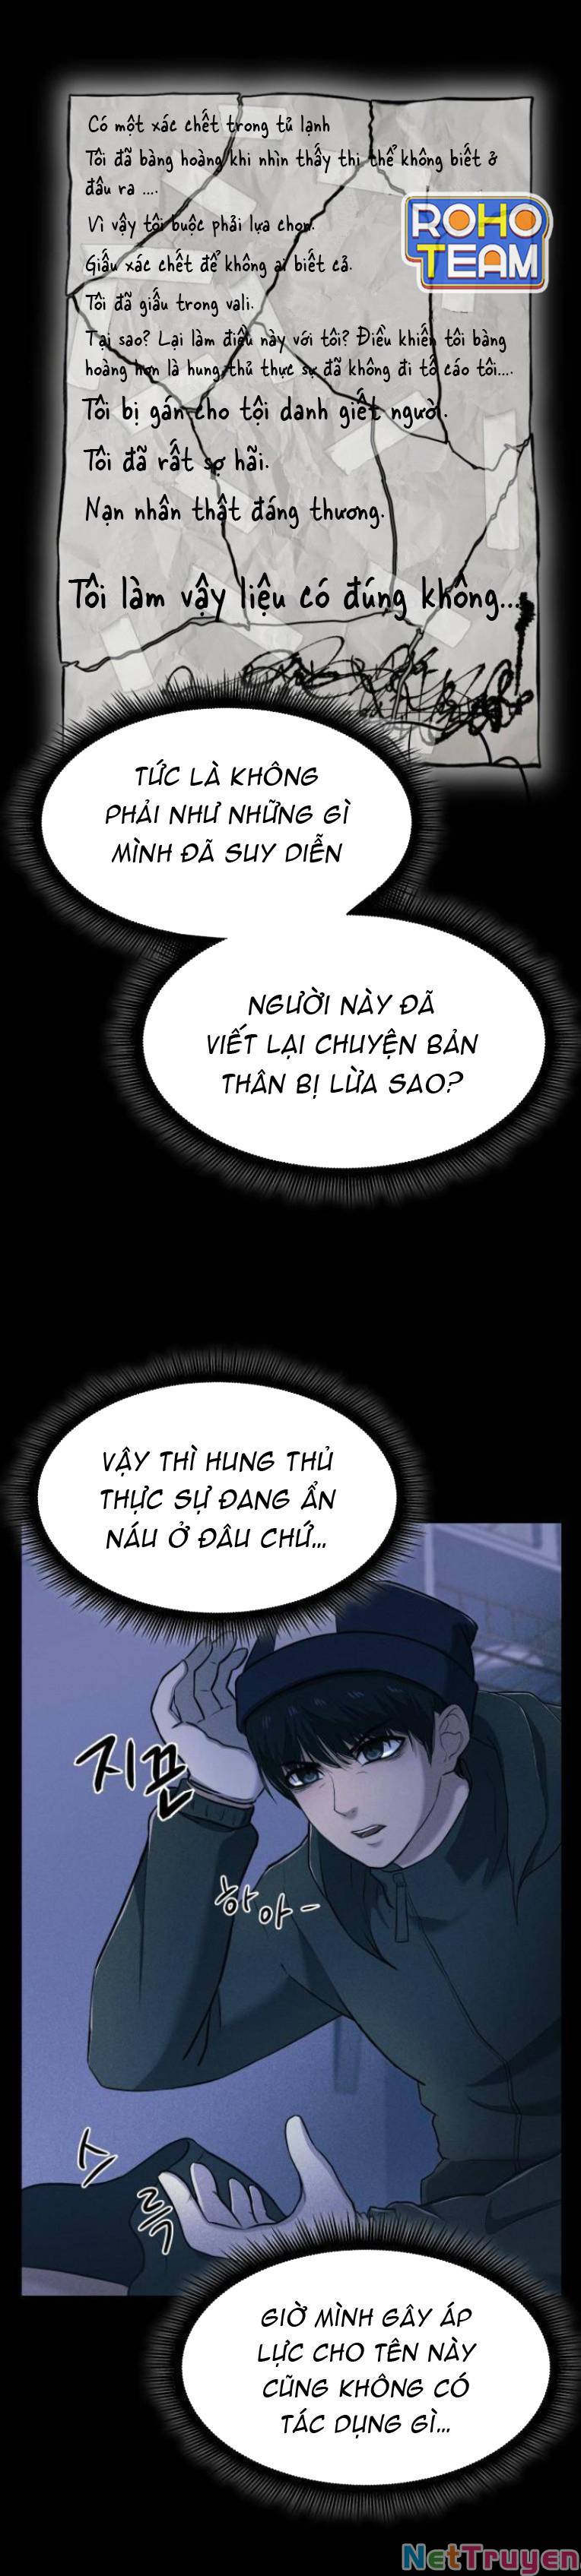 Có một xác chết trong tủ lạnh
Tôi đã bàng hoàng khi nhìn thấy thi thể không biết ở
đâu ra ....
Vì vậy tôi buộc phải lựa chọn.
Giấu xác chết để không ai biết cả.
Tôi đã giấu trong vali.
Tại sao? Lại làm điều này với tôi? Điều khiến tôi bàng
hoàng hơn là hung thủ thực sự đã không đi tố cáo tôi....
Tôi bị gán cho tội danh giết người.
Tôi đã rất sợ hãi.
Nạn nhân thật đáng thương.
Tôi làm vậy liệu có đúng không...
ROHO
TEAM
TỨC LÀ KHÔNG
PHẢI NHƯ NHỮNG GÌ
MÌNH ĐÃ SUY DIỄN
NGƯỜI NÀY ĐÃ
VIẾT LẠI CHUYỆN BẢN
THÂN BỊ LỪA SAO?
VẬY THÌ HUNG THỦ
THỰC SỰ ĐANG ẨN
NÁU Ở ĐÂU CHỨ...
지끈
하아-
스
륵
GIỜ MÌNH GÂY ÁP
LỰC CHO TÊN NÀY
CŨNG KHÔNG CÓ
TÁC DỤNG GÌ...
NetTruyen